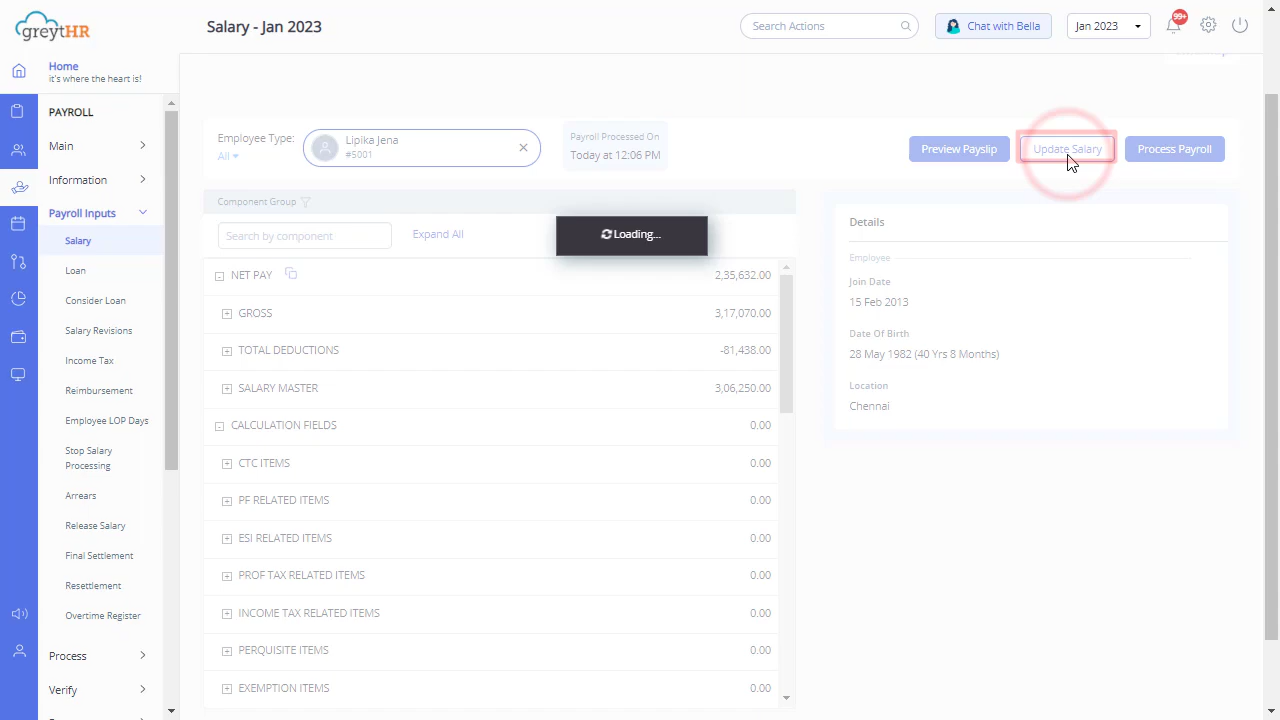 greytHR
Salary - Jan 2023
Search Actions
Chat with Bella
Jan 2023
99+
Home
it's where the heart is!
PAYROLL
Main
Information
Payroll Inputs
Salary
Loan
Consider Loan
Salary Revisions
Income Tax
Reimbursement
Employee LOP Days
Stop Salary
Processing
Arrears
Release Salary
Final Settlement
Resettlement
Overtime Register
Process
Verify
Employee Type:
All
Lipika Jena
#5001
Payroll Processed On
Today at 12:06 PM
Preview Payslip
Update Salary
Process Payroll
Component Group
Search by component
Expand All
Loading...
NET PAY 2,35,632.00
GROSS 3,17,070.00
TOTAL DEDUCTIONS -81,438.00
SALARY MASTER 3,06,250.00
CALCULATION FIELDS 0.00
CTC ITEMS 0.00
PF RELATED ITEMS 0.00
ESI RELATED ITEMS 0.00
PROF TAX RELATED ITEMS 0.00
INCOME TAX RELATED ITEMS 0.00
PERQUISITE ITEMS 0.00
EXEMPTION ITEMS 0.00
Details
Employee
Join Date
15 Feb 2013
Date Of Birth
28 May 1982 (40 Yrs 8 Months)
Location
Chennai